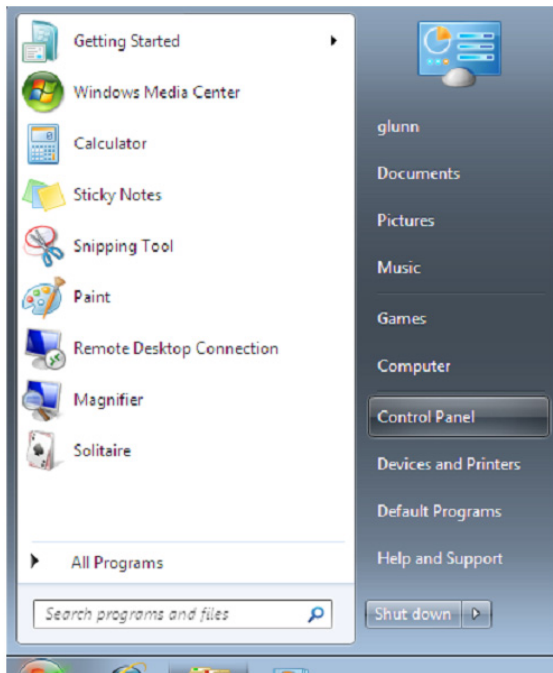 Getting Started
Windows Media Center
Calculator
Sticky Notes
Snipping Tool
Paint
Remote Desktop Connection
Magnifier
Solitaire
All Programs
Search programs and files
glunn
Documents
Pictures
Music
Games
Computer
Control Panel
Devices and Printers
Default Programs
Help and Support
Shut down